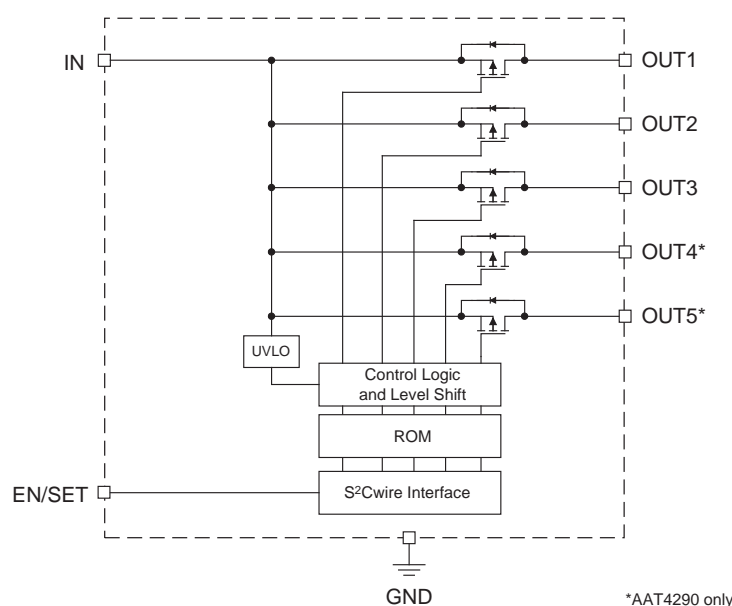 IN
OUT1
OUT2
OUT3
OUT4*
OUT5*
UVLO
Control Logic
and Level Shift
ROM
EN/SET
S²Cwire Interface
GND
*AAT4290 only